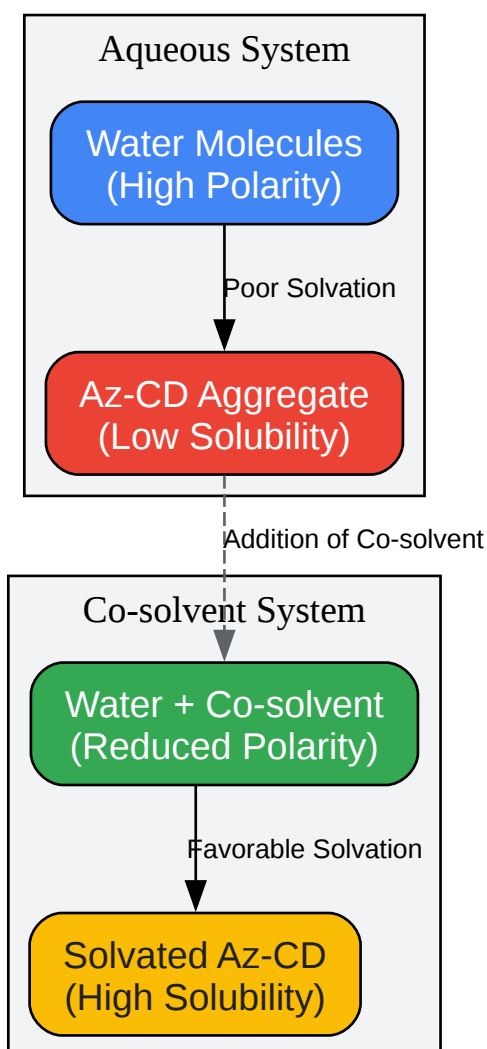 Aqueous System
Water Molecules
(High Polarity)
Poor Solvation
Az-CD Aggregate
(Low Solubility)
Addition of Co-solvent
Co-solvent System
Water + Co-solvent
(Reduced Polarity)
Favorable Solvation
Solvated Az-CD
(High Solubility)